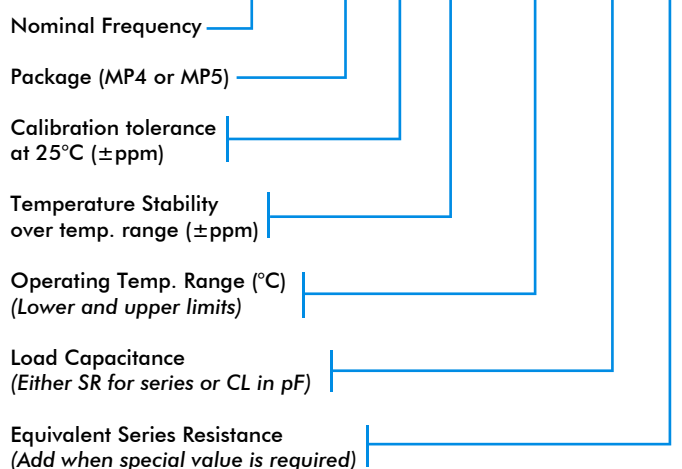 Nominal Frequency
Package (MP4 or MP5)
Calibration tolerance
at 25°C (±ppm)
Temperature Stability
over temp. range (±ppm)
Operating Temp. Range (°C)
(Lower and upper limits)
Load Capacitance
(Either SR for series or CL in pF)
Equivalent Series Resistance
(Add when special value is required)